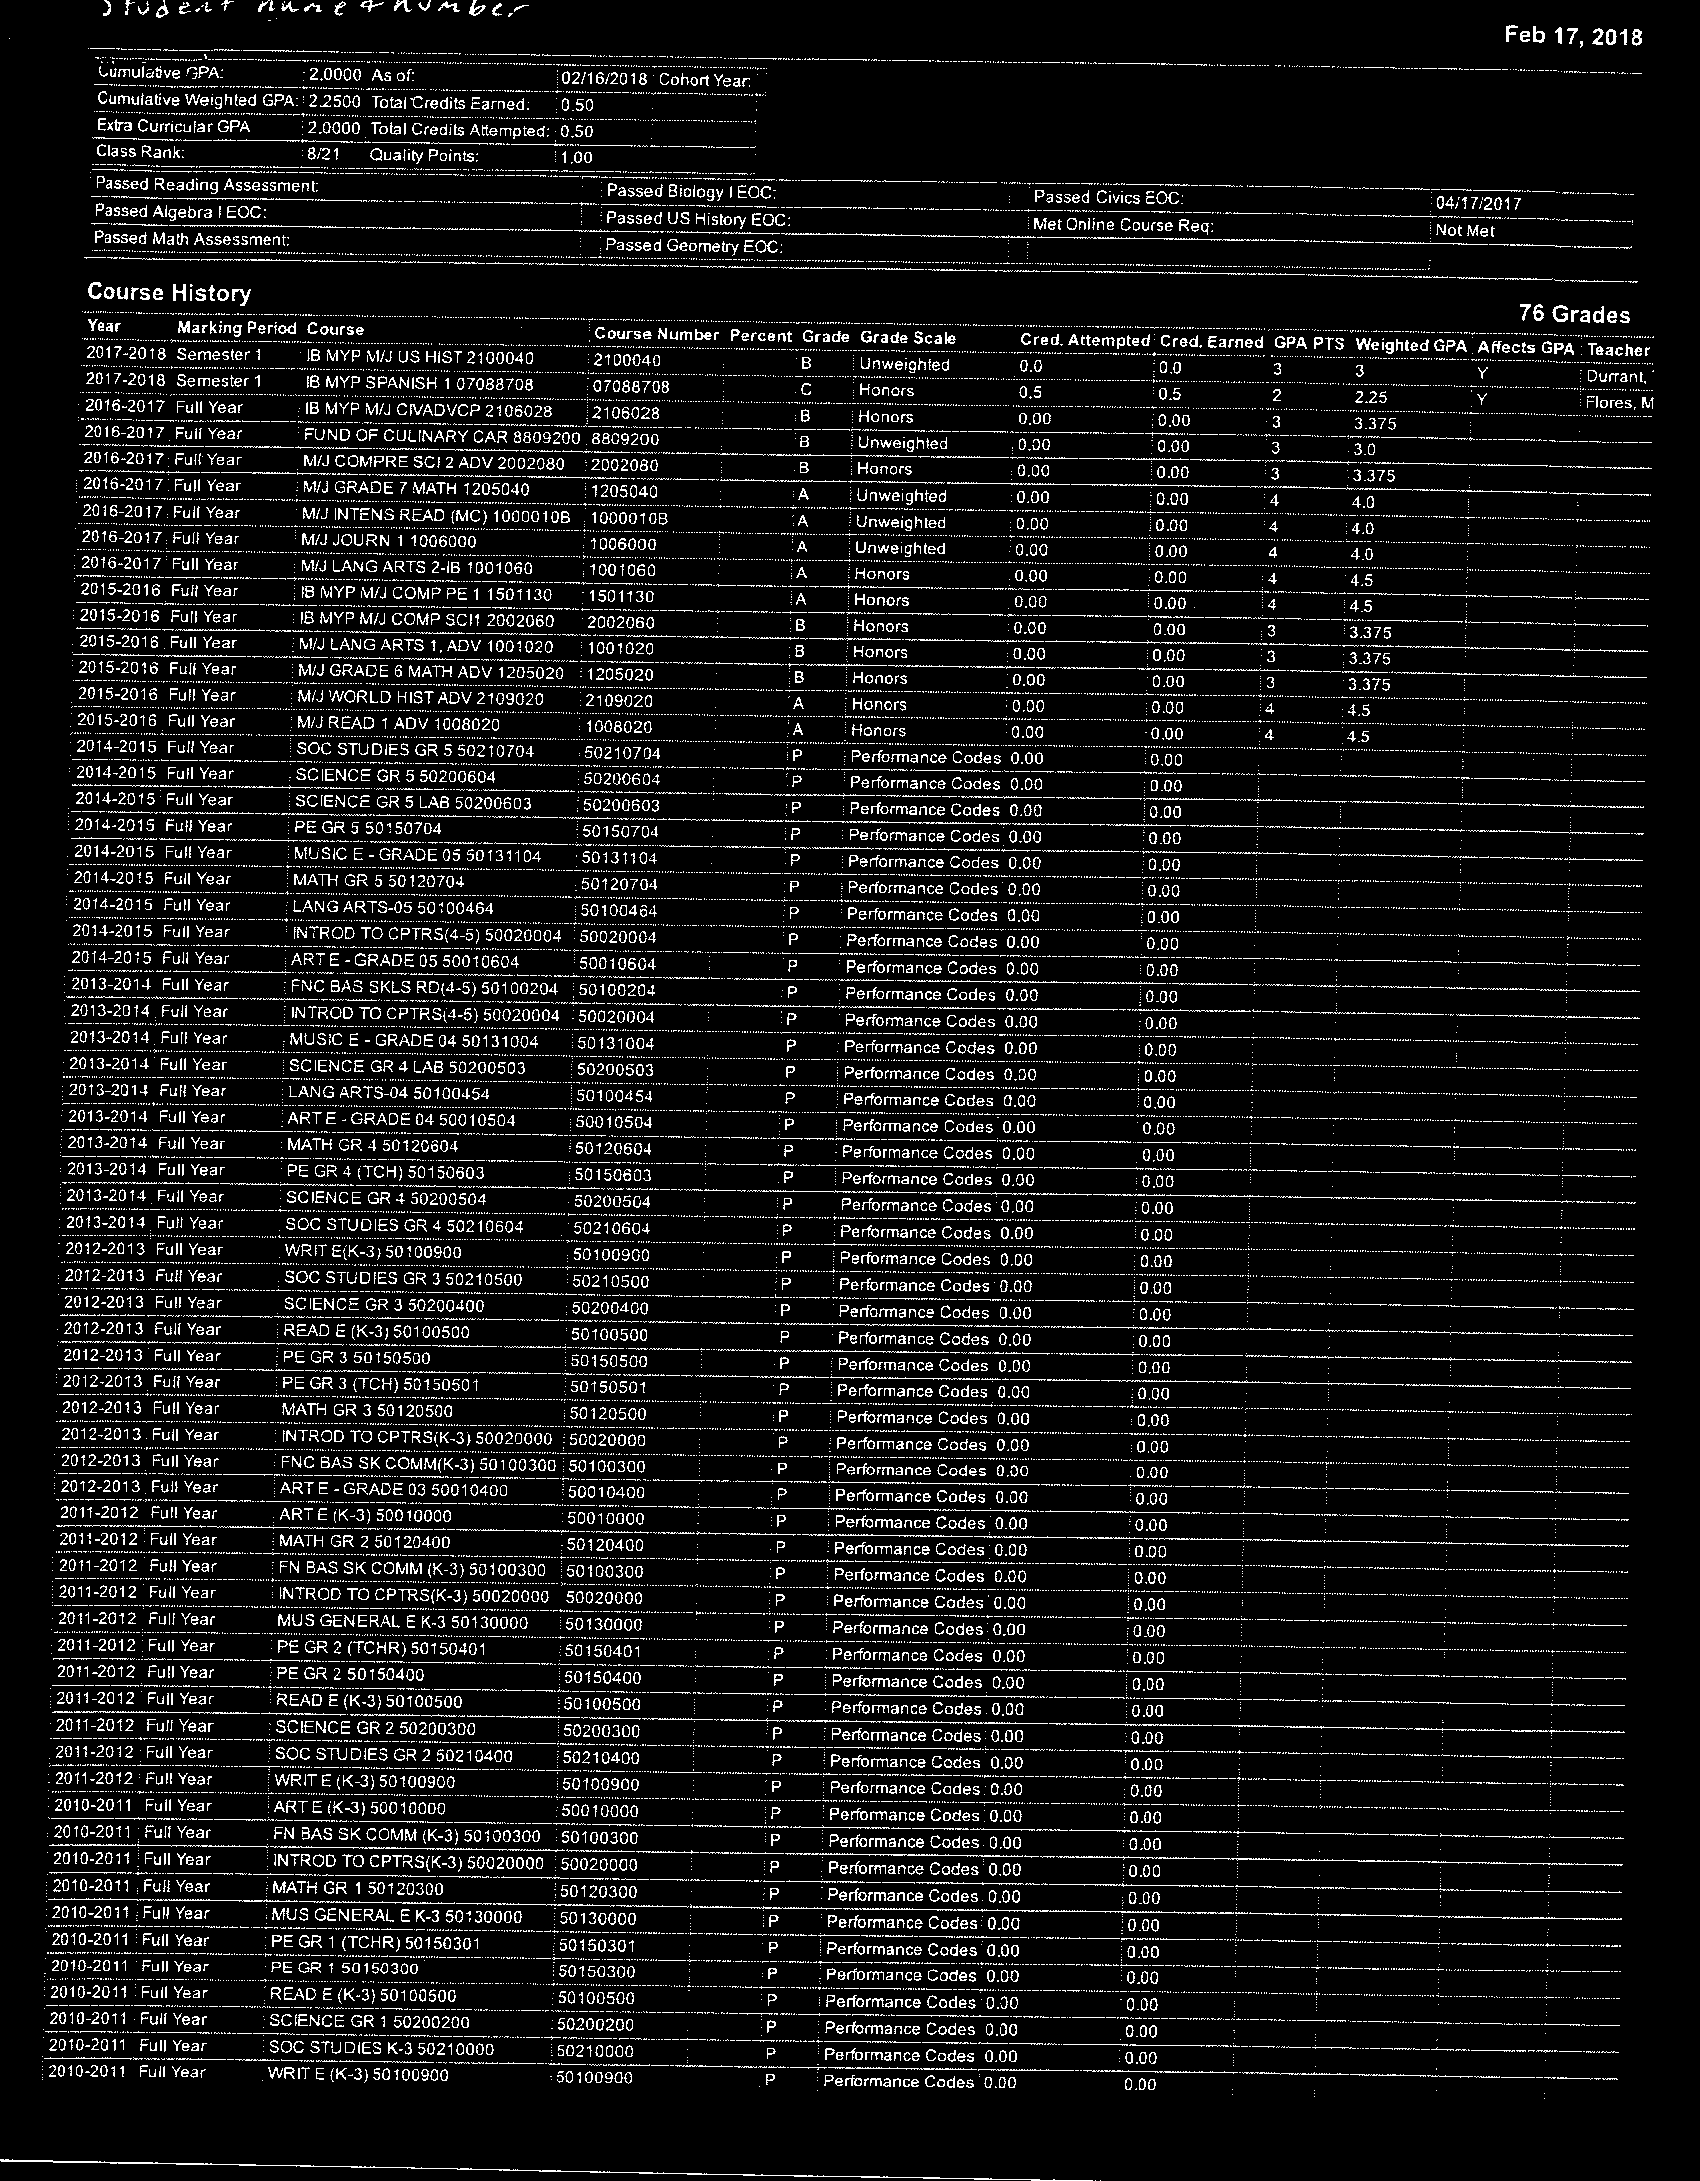 Student name & number
Feb 17, 2018
Cumulative GPA: 2.0000 As of: 02/16/2018 Cohort Year:
Cumulative Weighted GPA: 2.2500 Total Credits Earned: 0.50
Extra Curricular GPA 2.0000 Total Credits Attempted: 0.50
Class Rank: 8/21 Quality Points: 1.00
Passed Reading Assessment: Passed Biology I EOC: Passed Civics EOC: 04/17/2017
Passed Algebra I EOC: Passed US History EOC: Met Online Course Req: Not Met
Passed Math Assessment: Passed Geometry EOC:
Course History 76 Grades
Year Marking Period Course Course Number Percent Grade Grade Scale Cred. Attempted Cred. Earned GPA PTS Weighted GPA Affects GPA Teacher
2017-2018 Semester 1 IB MYP M/J US HIST 2100040 2100040 B Unweighted 0.0 0.0 3 3 Y Durrant,
2017-2018 Semester 1 IB MYP SPANISH 1 07088708 07088708 C Honors 0.5 0.5 2 2.25 Y Flores, M
2016-2017 Full Year IB MYP M/J CIVADVCP 2106028 2106028 B Honors 0.00 0.00 3 3.375
2016-2017 Full Year FUND OF CULINARY CAR 8809200 8809200 B Unweighted 0.00 0.00 3 3.0
2016-2017 Full Year M/J COMPRE SCI 2 ADV 2002080 2002080 B Honors 0.00 0.00 3 3.375
2016-2017 Full Year M/J GRADE 7 MATH 1205040 1205040 A Unweighted 0.00 0.00 4 4.0
2016-2017 Full Year M/J INTENS READ (MC) 1000010B 1000010B A Unweighted 0.00 0.00 4 4.0
2016-2017 Full Year M/J JOURN 1 1006000 1006000 A Unweighted 0.00 0.00 4 4.0
2016-2017 Full Year M/J LANG ARTS 2-IB 1001060 1001060 A Honors 0.00 0.00 4 4.5
2015-2016 Full Year IB MYP M/J COMP PE 1 1501130 1501130 A Honors 0.00 0.00 4 4.5
2015-2016 Full Year IB MYP M/J COMP SCI1 2002060 2002060 B Honors 0.00 0.00 3 3.375
2015-2016 Full Year M/J LANG ARTS 1, ADV 1001020 1001020 B Honors 0.00 0.00 3 3.375
2015-2016 Full Year M/J GRADE 6 MATH ADV 1205020 1205020 B Honors 0.00 0.00 3 3.375
2015-2016 Full Year M/J WORLD HIST ADV 2109020 2109020 A Honors 0.00 0.00 4 4.5
2015-2016 Full Year M/J READ 1 ADV 1008020 1008020 A Honors 0.00 0.00 4 4.5
2014-2015 Full Year SOC STUDIES GR 5 50210704 50210704 P Performance Codes 0.00 0.00
2014-2015 Full Year SCIENCE GR 5 50200604 50200604 P Performance Codes 0.00 0.00
2014-2015 Full Year SCIENCE GR 5 LAB 50200603 50200603 P Performance Codes 0.00 0.00
2014-2015 Full Year PE GR 5 50150704 50150704 P Performance Codes 0.00 0.00
2014-2015 Full Year MUSIC E - GRADE 05 50131104 50131104 P Performance Codes 0.00 0.00
2014-2015 Full Year MATH GR 5 50120704 50120704 P Performance Codes 0.00 0.00
2014-2015 Full Year LANG ARTS-05 50100464 50100464 P Performance Codes 0.00 0.00
2014-2015 Full Year INTROD TO CPTRS(4-5) 50020004 50020004 P Performance Codes 0.00 0.00
2014-2015 Full Year ART E - GRADE 05 50010604 50010604 P Performance Codes 0.00 0.00
2013-2014 Full Year FNC BAS SKLS RD(4-5) 50100204 50100204 P Performance Codes 0.00 0.00
2013-2014 Full Year INTROD TO CPTRS(4-5) 50020004 50020004 P Performance Codes 0.00 0.00
2013-2014 Full Year MUSIC E - GRADE 04 50131004 50131004 P Performance Codes 0.00 0.00
2013-2014 Full Year SCIENCE GR 4 LAB 50200503 50200503 P Performance Codes 0.00 0.00
2013-2014 Full Year LANG ARTS-04 50100454 50100454 P Performance Codes 0.00 0.00
2013-2014 Full Year ART E - GRADE 04 50010504 50010504 P Performance Codes 0.00 0.00
2013-2014 Full Year MATH GR 4 50120604 50120604 P Performance Codes 0.00 0.00
2013-2014 Full Year PE GR 4 (TCH) 50150603 50150603 P Performance Codes 0.00 0.00
2013-2014 Full Year SCIENCE GR 4 50200504 50200504 P Performance Codes 0.00 0.00
2013-2014 Full Year SOC STUDIES GR 4 50210604 50210604 P Performance Codes 0.00 0.00
2012-2013 Full Year WRIT E(K-3) 50100900 50100900 P Performance Codes 0.00 0.00
2012-2013 Full Year SOC STUDIES GR 3 50210500 50210500 P Performance Codes 0.00 0.00
2012-2013 Full Year SCIENCE GR 3 50200400 50200400 P Performance Codes 0.00 0.00
2012-2013 Full Year READ E (K-3) 50100500 50100500 P Performance Codes 0.00 0.00
2012-2013 Full Year PE GR 3 50150500 50150500 P Performance Codes 0.00 0.00
2012-2013 Full Year PE GR 3 (TCH) 50150501 50150501 P Performance Codes 0.00 0.00
2012-2013 Full Year MATH GR 3 50120500 50120500 P Performance Codes 0.00 0.00
2012-2013 Full Year INTROD TO CPTRS(K-3) 50020000 50020000 P Performance Codes 0.00 0.00
2012-2013 Full Year FNC BAS SK COMM(K-3) 50100300 50100300 P Performance Codes 0.00 0.00
2012-2013 Full Year ART E - GRADE 03 50010400 50010400 P Performance Codes 0.00 0.00
2011-2012 Full Year ART E (K-3) 50010000 50010000 P Performance Codes 0.00 0.00
2011-2012 Full Year MATH GR 2 50120400 50120400 P Performance Codes 0.00 0.00
2011-2012 Full Year FN BAS SK COMM (K-3) 50100300 50100300 P Performance Codes 0.00 0.00
2011-2012 Full Year INTROD TO CPTRS(K-3) 50020000 50020000 P Performance Codes 0.00 0.00
2011-2012 Full Year MUS GENERAL E K-3 50130000 50130000 P Performance Codes 0.00 0.00
2011-2012 Full Year PE GR 2 (TCHR) 50150401 50150401 P Performance Codes 0.00 0.00
2011-2012 Full Year PE GR 2 50150400 50150400 P Performance Codes 0.00 0.00
2011-2012 Full Year READ E (K-3) 50100500 50100500 P Performance Codes 0.00 0.00
2011-2012 Full Year SCIENCE GR 2 50200300 50200300 P Performance Codes 0.00 0.00
2011-2012 Full Year SOC STUDIES GR 2 50210400 50210400 P Performance Codes 0.00 0.00
2011-2012 Full Year WRIT E (K-3) 50100900 50100900 P Performance Codes 0.00 0.00
2010-2011 Full Year ART E (K-3) 50010000 50010000 P Performance Codes 0.00 0.00
2010-2011 Full Year FN BAS SK COMM (K-3) 50100300 50100300 P Performance Codes 0.00 0.00
2010-2011 Full Year INTROD TO CPTRS(K-3) 50020000 50020000 P Performance Codes 0.00 0.00
2010-2011 Full Year MATH GR 1 50120300 50120300 P Performance Codes 0.00 0.00
2010-2011 Full Year MUS GENERAL E K-3 50130000 50130000 P Performance Codes 0.00 0.00
2010-2011 Full Year PE GR 1 (TCHR) 50150301 50150301 P Performance Codes 0.00 0.00
2010-2011 Full Year PE GR 1 50150300 50150300 P Performance Codes 0.00 0.00
2010-2011 Full Year READ E (K-3) 50100500 50100500 P Performance Codes 0.00 0.00
2010-2011 Full Year SCIENCE GR 1 50200200 50200200 P Performance Codes 0.00 0.00
2010-2011 Full Year SOC STUDIES K-3 50210000 50210000 P Performance Codes 0.00 0.00
2010-2011 Full Year WRIT E (K-3) 50100900 50100900 P Performance Codes 0.00 0.00